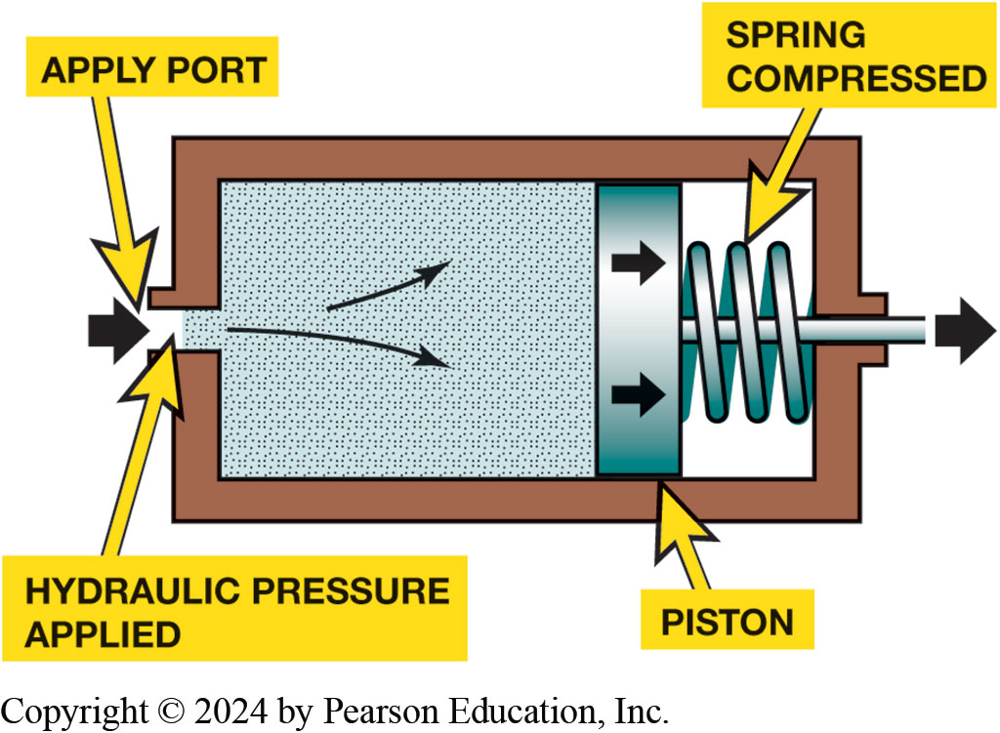 APPLY PORT
SPRING
COMPRESSED
HYDRAULIC PRESSURE
APPLIED
PISTON
Copyright © 2024 by Pearson Education, Inc.